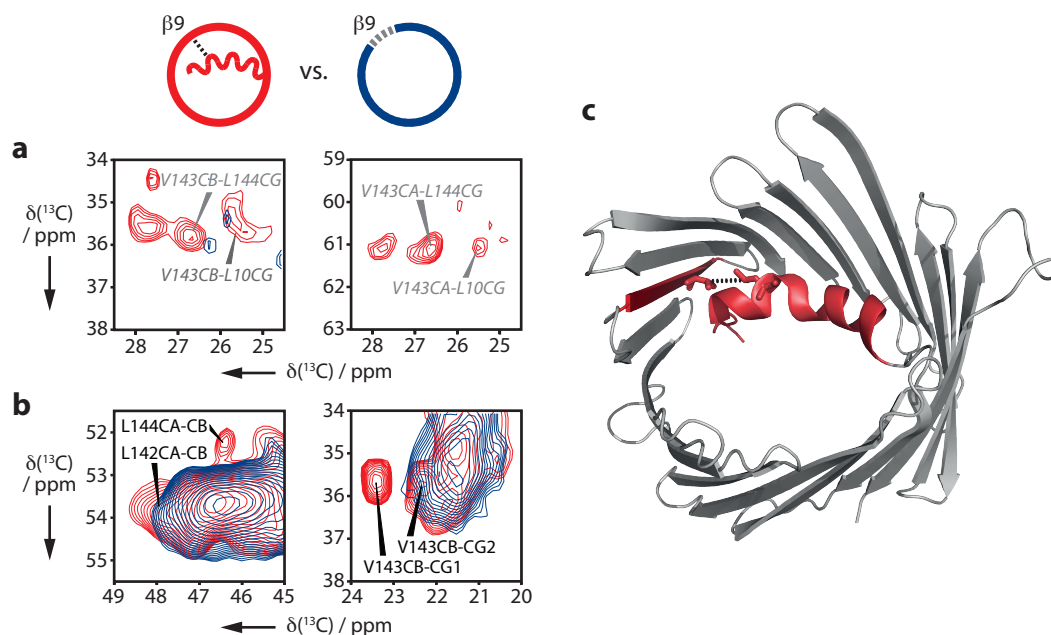 β9
vs.
β9
a
34
35
36
37
38
δ(¹³C)
/ ppm
V143CB-L144CG
V143CB-L10CG
28 27 26 25
59
60
61
62
63
V143CA-L144CG
V143CA-L10CG
28 27 26 25
δ(¹³C) / ppm
b
52
53
54
55
δ(¹³C)
/ ppm
L144CA-CB
L142CA-CB
49 48 47 46 45
34
35
36
37
38
V143CB-CG2
V143CB-CG1
24 23 22 21 20
δ(¹³C) / ppm
c